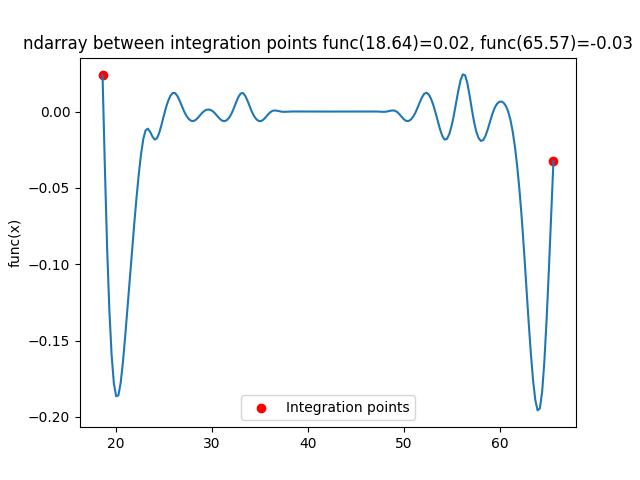 ndarray between integration points func(18.64)=0.02, func(65.57)=-0.03
0.00
−0.05
−0.10
−0.15
−0.20
func(x)
Integration points
20 30 40 50 60